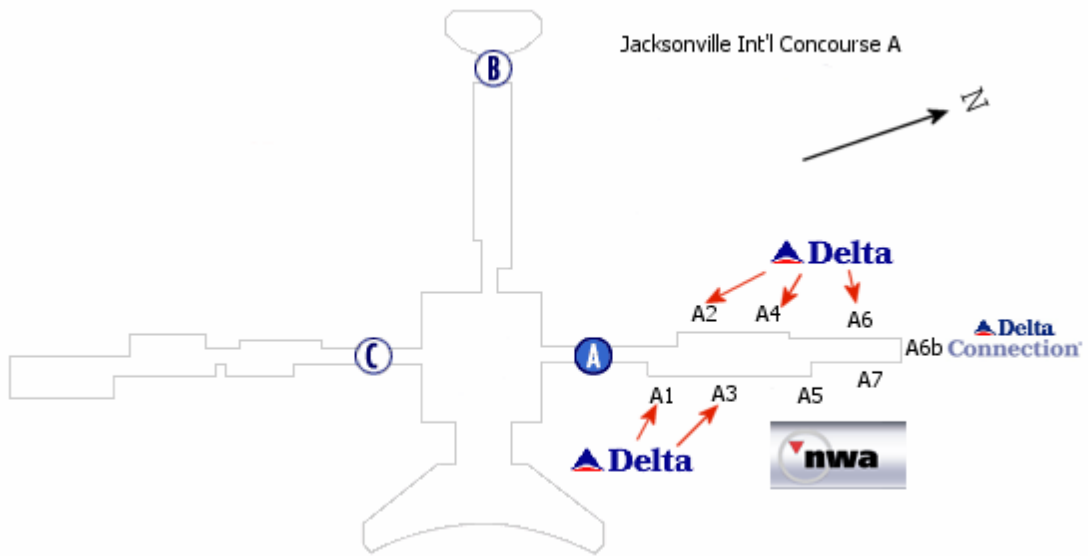 B
Jacksonville Int'l Concourse A
N
Delta
A2
A4
A6
A6b
Delta
Connection
C
A
A1
A3
A5
A7
Delta
nwa